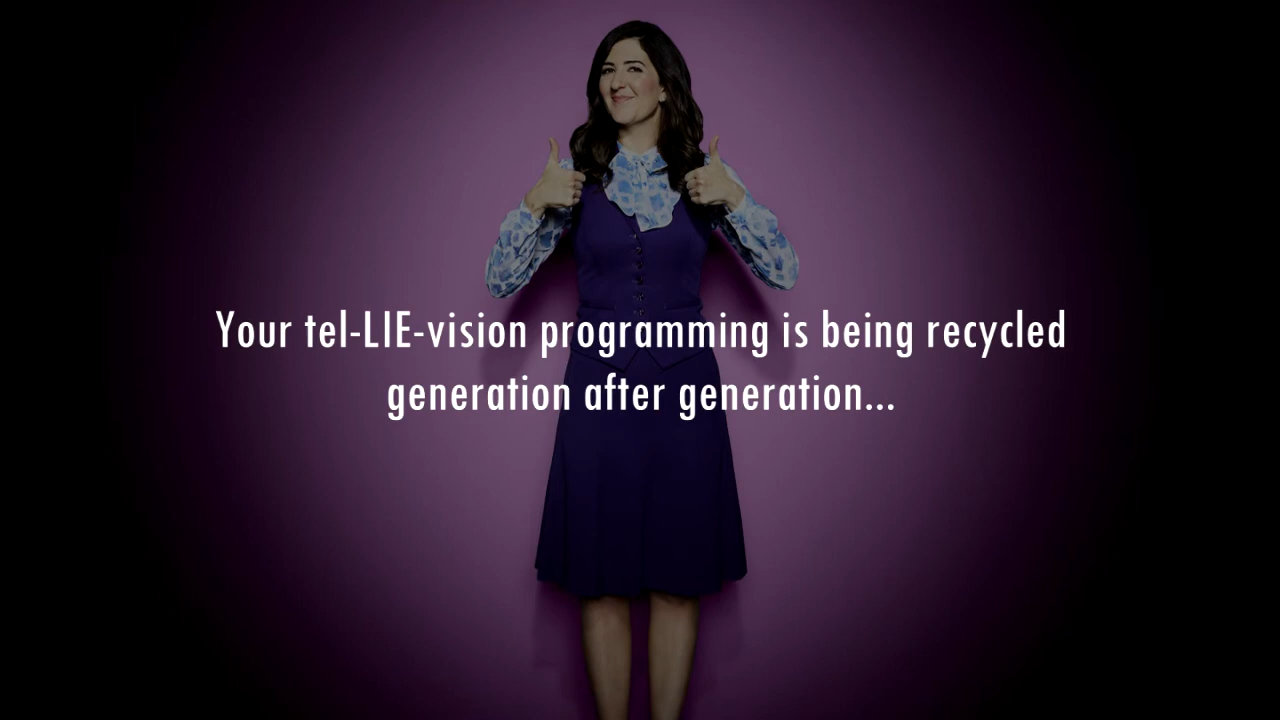 Your tel-LIE-vision programming is being recycled
generation after generation...